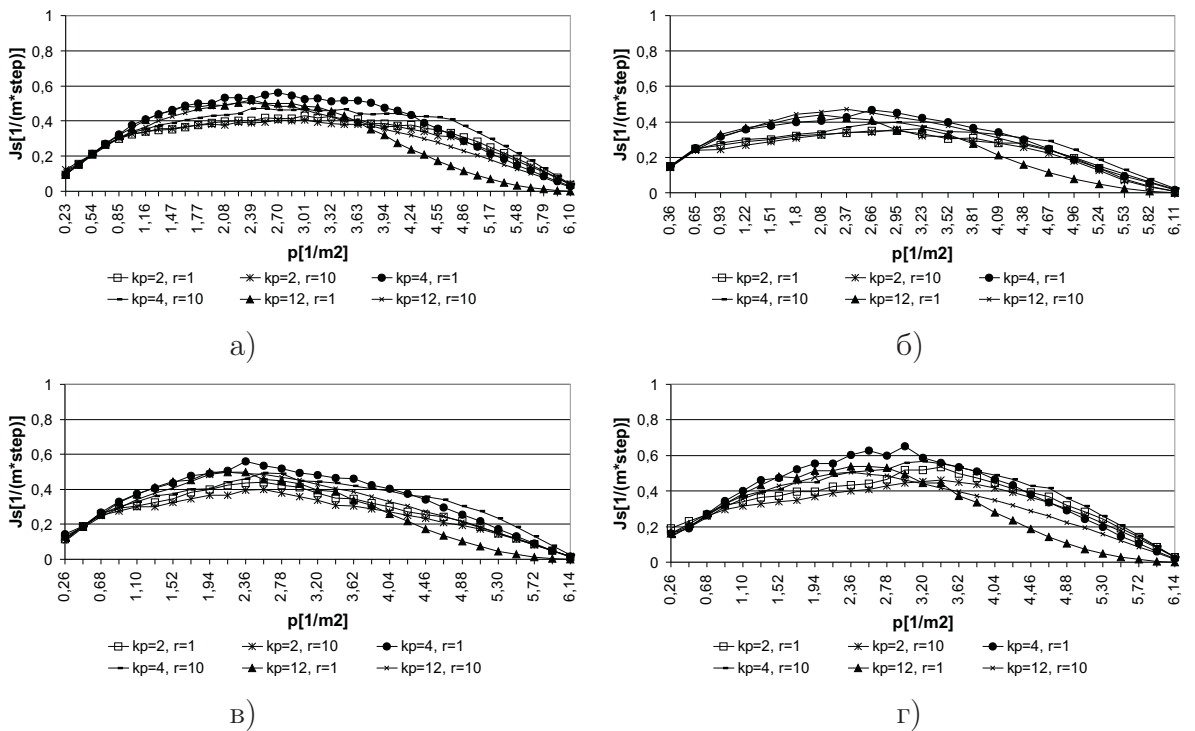 1
0,8
0,6
0,4
0,2
0
Js[1/(m*step)]
0,23 0,54 0,85 1,16 1,47 1,77 2,08 2,39 2,70 3,01 3,32 3,63 3,94 4,24 4,55 4,86 5,17 5,48 5,79 6,10
p[1/m2]
kp=2, r=1 kp=2, r=10 kp=4, r=1
kp=4, r=10 kp=12, r=1 kp=12, r=10
а)
1
0,8
0,6
0,4
0,2
0
Js[1/(m*step)]
0,36 0,65 0,93 1,22 1,51 1,8 2,08 2,37 2,66 2,95 3,23 3,52 3,81 4,09 4,38 4,67 4,96 5,24 5,53 5,82 6,11
p[1/m2]
kp=2, r=1 kp=2, r=10 kp=4, r=1
kp=4, r=10 kp=12, r=1 kp=12, r=10
б)
1
0,8
0,6
0,4
0,2
0
Js[1/(m*step)]
0,26 0,68 1,10 1,52 1,94 2,36 2,78 3,20 3,62 4,04 4,46 4,88 5,30 5,72 6,14
p[1/m2]
kp=2, r=1 kp=2, r=10 kp=4, r=1
kp=4, r=10 kp=12, r=1 kp=12, r=10
в)
1
0,8
0,6
0,4
0,2
0
Js[1/(m*step)]
0,26 0,68 1,10 1,52 1,94 2,36 2,78 3,20 3,62 4,04 4,46 4,88 5,30 5,72 6,14
p[1/m2]
kp=2, r=1 kp=2, r=10 kp=4, r=1
kp=4, r=10 kp=12, r=1 kp=12, r=10
г)